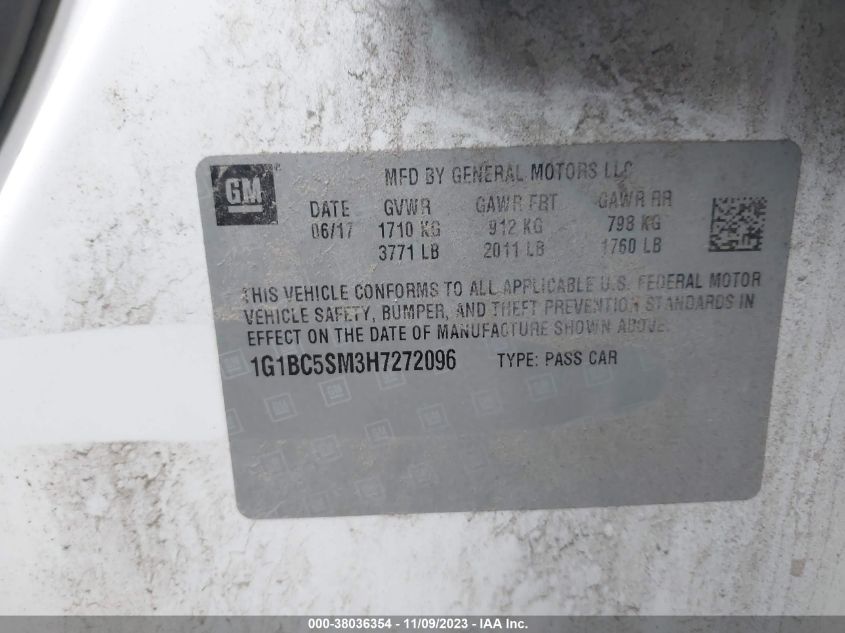 GM
MFD BY GENERAL MOTORS LLC
DATE GVWR GAWR FRT GAWR RR
06/17 1710 KG 912 KG 798 KG
3771 LB 2011 LB 1760 LB
THIS VEHICLE CONFORMS TO ALL APPLICABLE U.S. FEDERAL MOTOR
VEHICLE SAFETY, BUMPER, AND THEFT PREVENTION STANDARDS IN
EFFECT ON THE DATE OF MANUFACTURE SHOWN ABOVE.
1G1BC5SM3H7272096 TYPE: PASS CAR
000-38036354 - 11/09/2023 - IAA Inc.